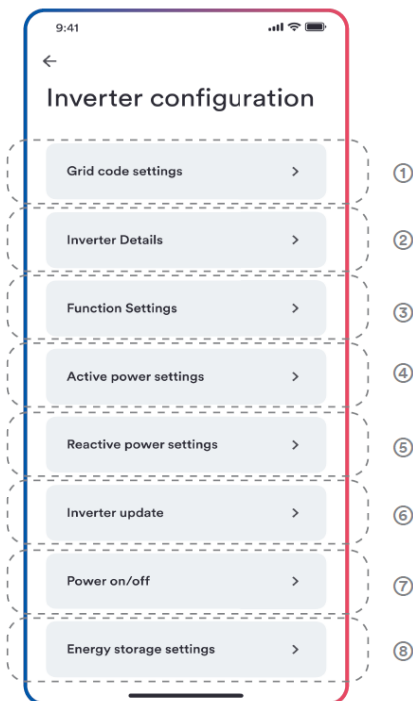 9:41
Inverter configuration
Grid code settings
①
Inverter Details
②
Function Settings
③
Active power settings
④
Reactive power settings
⑤
Inverter update
⑥
Power on/off
⑦
Energy storage settings
⑧